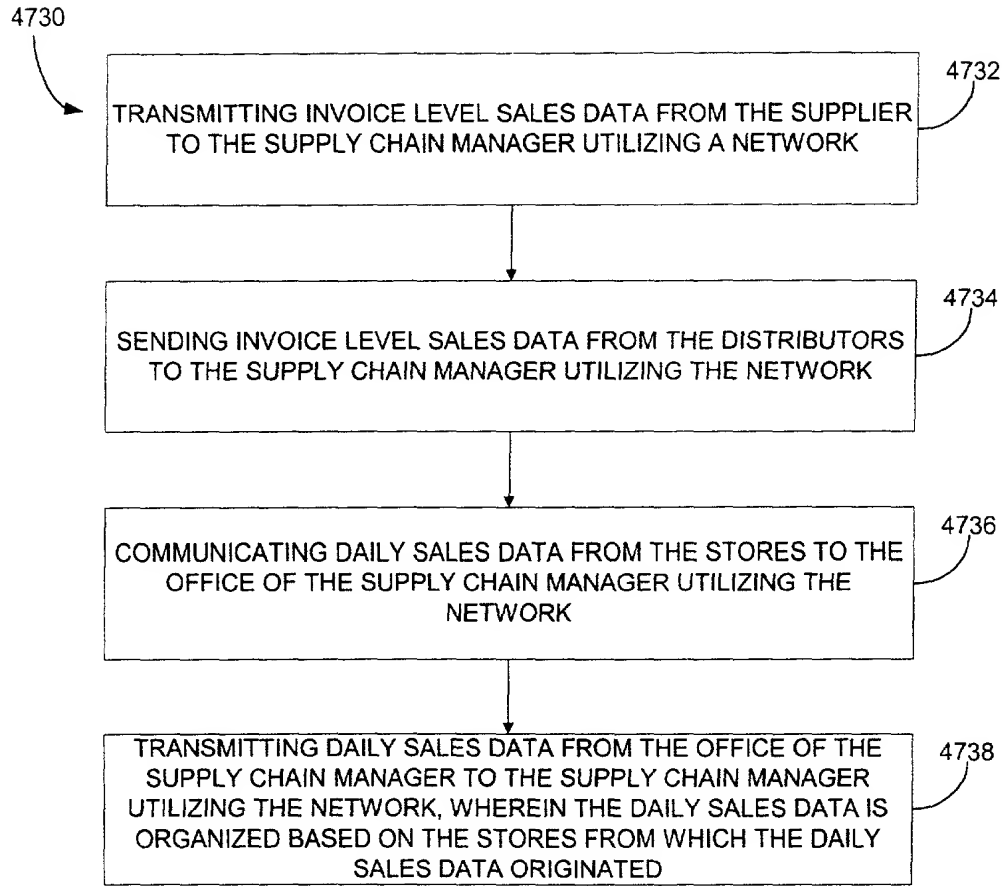 4730
4732
TRANSMITTING INVOICE LEVEL SALES DATA FROM THE SUPPLIER
TO THE SUPPLY CHAIN MANAGER UTILIZING A NETWORK
4734
SENDING INVOICE LEVEL SALES DATA FROM THE DISTRIBUTORS
TO THE SUPPLY CHAIN MANAGER UTILIZING THE NETWORK
4736
COMMUNICATING DAILY SALES DATA FROM THE STORES TO THE
OFFICE OF THE SUPPLY CHAIN MANAGER UTILIZING THE
NETWORK
4738
TRANSMITTING DAILY SALES DATA FROM THE OFFICE OF THE
SUPPLY CHAIN MANAGER TO THE SUPPLY CHAIN MANAGER
UTILIZING THE NETWORK, WHEREIN THE DAILY SALES DATA IS
ORGANIZED BASED ON THE STORES FROM WHICH THE DAILY
SALES DATA ORIGINATED